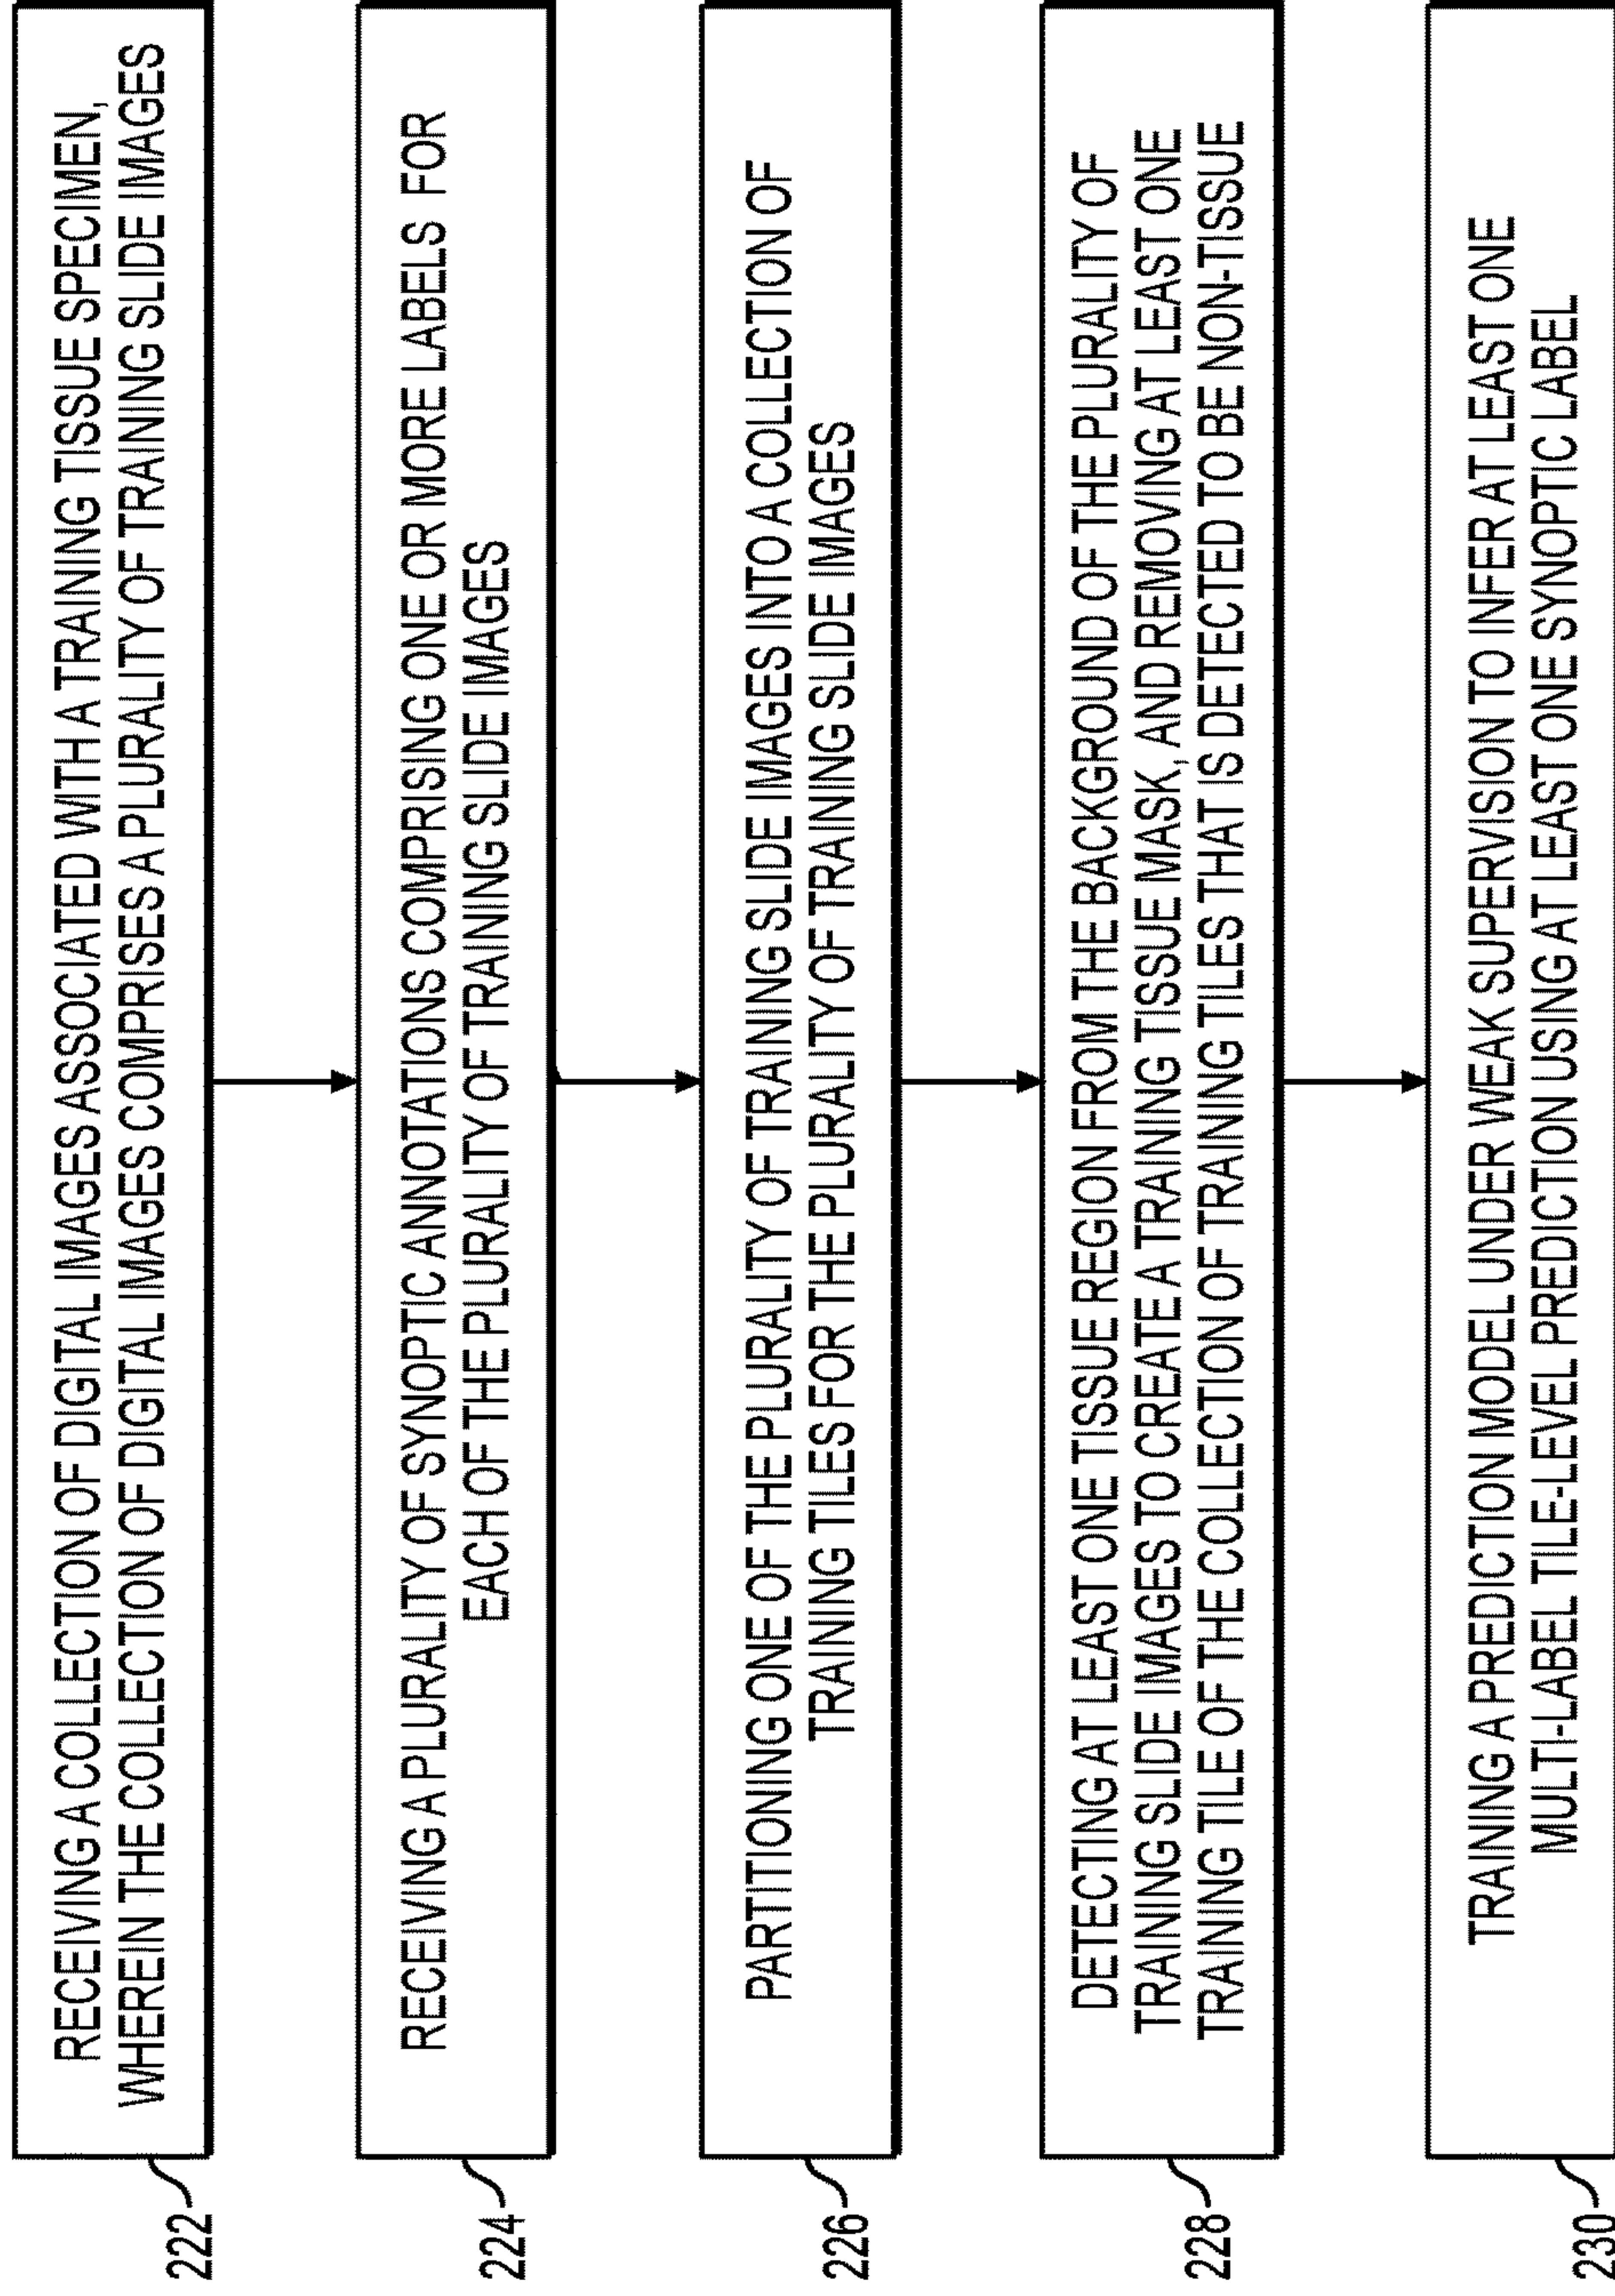 RECEIVING A COLLECTION OF DIGITAL IMAGES ASSOCIATED WITH A TRAINING TISSUE SPECIMEN,
WHEREIN THE COLLECTION OF DIGITAL IMAGES COMPRISES A PLURALITY OF TRAINING SLIDE IMAGES
222
RECEIVING A PLURALITY OF SYNOPTIC ANNOTATIONS COMPRISING ONE OR MORE LABELS FOR
EACH OF THE PLURALITY OF TRAINING SLIDE IMAGES
224
PARTITIONING ONE OF THE PLURALITY OF TRAINING SLIDE IMAGES INTO A COLLECTION OF
TRAINING TILES FOR THE PLURALITY OF TRAINING SLIDE IMAGES
226
DETECTING AT LEAST ONE TISSUE REGION FROM THE BACKGROUND OF THE PLURALITY OF
TRAINING SLIDE IMAGES TO CREATE A TRAINING TISSUE MASK, AND REMOVING AT LEAST ONE
TRAINING TILE OF THE COLLECTION OF TRAINING TILES THAT IS DETECTED TO BE NON-TISSUE
228
TRAINING A PREDICTION MODEL UNDER WEAK SUPERVISION TO INFER AT LEAST ONE
MULTI-LABEL TILE-LEVEL PREDICTION USING AT LEAST ONE SYNOPTIC LABEL
230